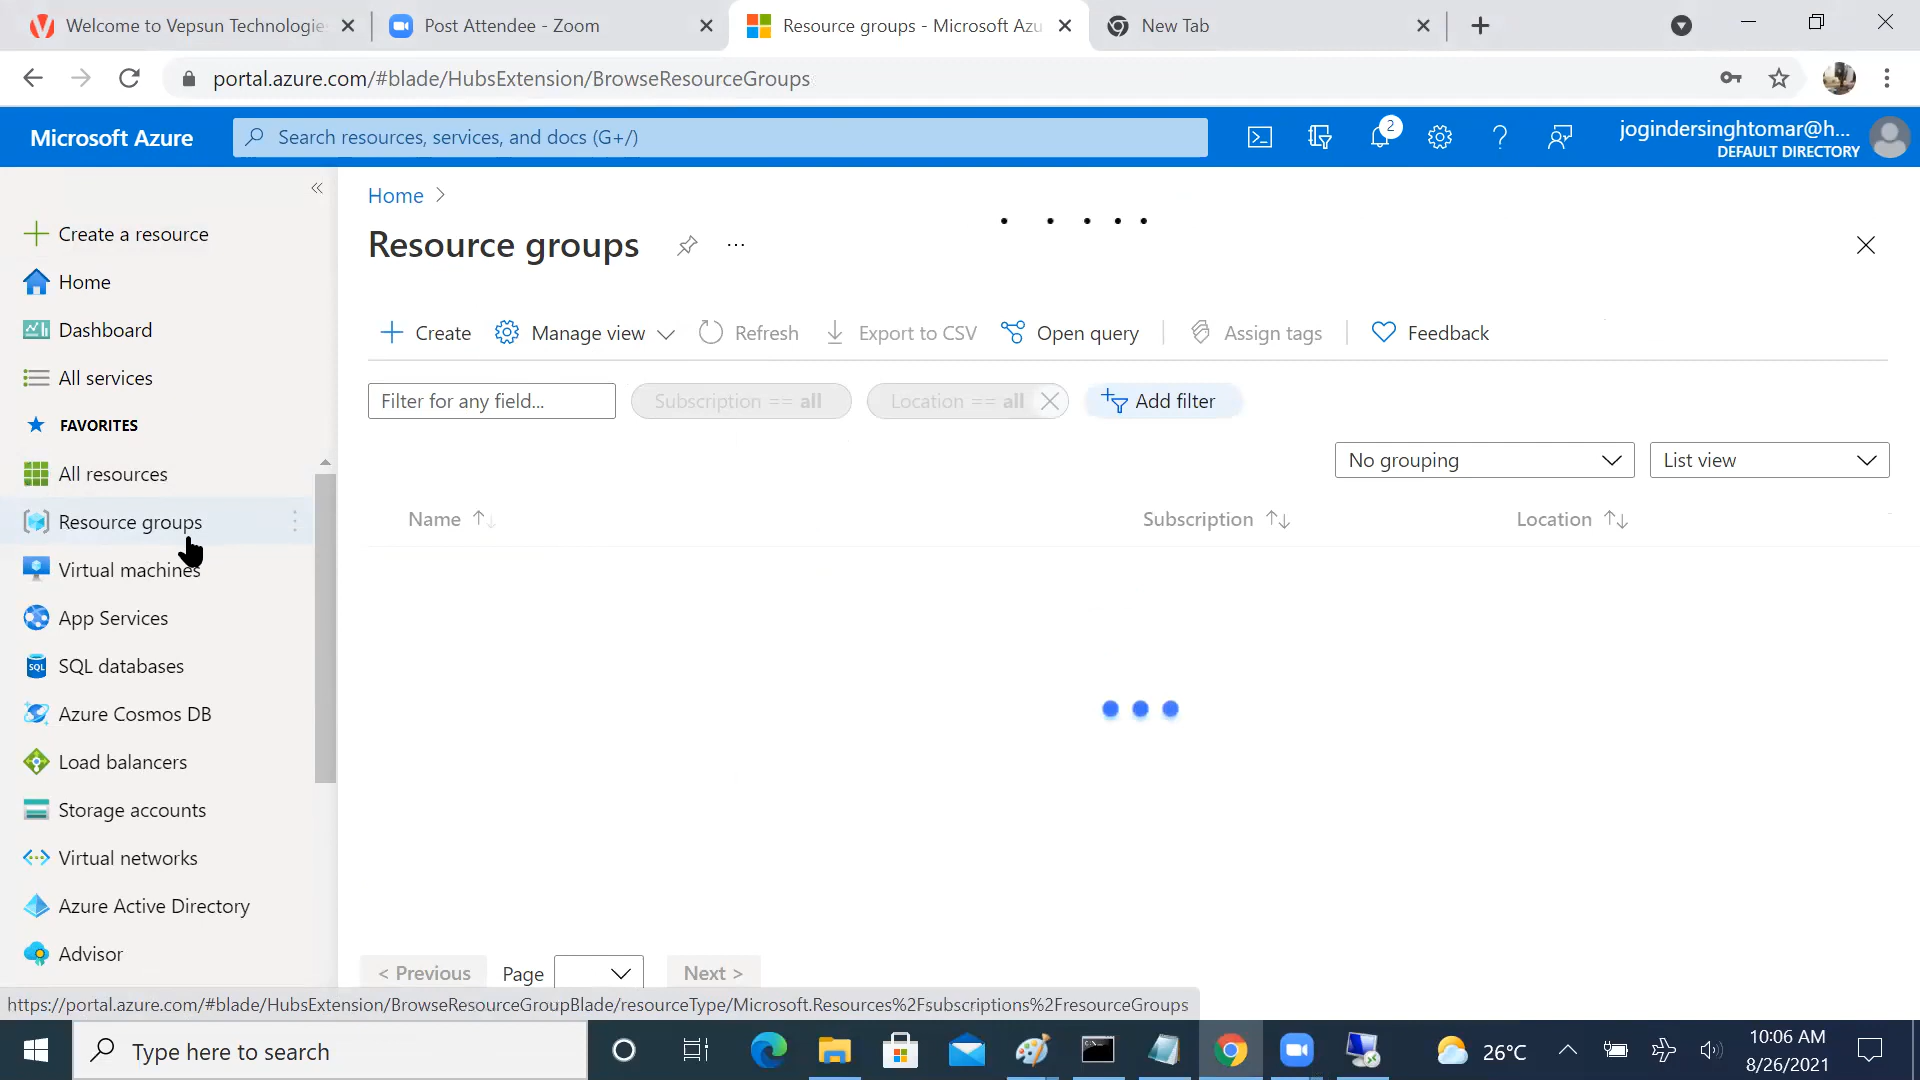 Welcome to Vepsun Technologies
Post Attendee - Zoom
Resource groups - Microsoft Azu
New Tab
portal.azure.com/#blade/HubsExtension/BrowseResourceGroups
Microsoft Azure
Search resources, services, and docs (G+/)
2
jogindersinghtomar@h...
DEFAULT DIRECTORY
Home
Resource groups
Create a resource
Home
Dashboard
All services
FAVORITES
All resources
Resource groups
Virtual machines
App Services
SQL databases
Azure Cosmos DB
Load balancers
Storage accounts
Virtual networks
Azure Active Directory
Advisor
Create
Manage view
Refresh
Export to CSV
Open query
Assign tags
Feedback
Filter for any field...
Subscription == all
Location == all
Add filter
No grouping
List view
Name
Subscription
Location
< Previous
Page
Next >
https://portal.azure.com/#blade/HubsExtension/BrowseResourceGroupBlade/resourceType/Microsoft.Resources%2Fsubscriptions%2FresourceGroups
Type here to search
26°C
10:06 AM
8/26/2021